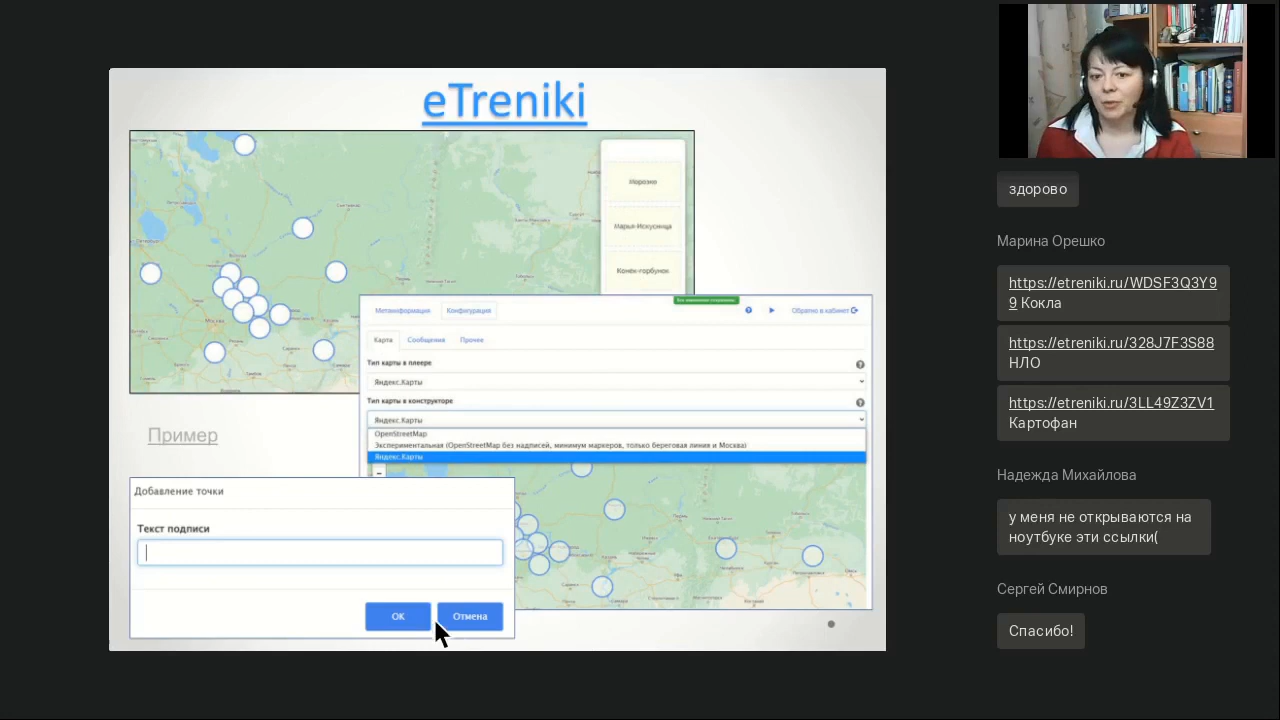 eTreniki
Морозко
Марья-Искусница
Конёк-горбунок
Метаинформация
Конфигурация
Обратно в кабинет
Карта
Сообщения
Прочее
Тип карты в плеере
Яндекс.Карты
Тип карты в конструкторе
Яндекс.Карты
OpenStreetMap
Экспериментальная (OpenStreetMap без надписей, минимум маркеров, только береговая линия и Москва)
Яндекс.Карты
Пример
Добавление точки
Текст подписи
ОК
Отмена
здорово
Марина Орешко
https://etreniki.ru/WDSF3Q3Y9
9 Кокла
https://etreniki.ru/328J7F3S88
НЛО
https://etreniki.ru/3LL49Z3ZV1
Картофан
Надежда Михайлова
у меня не открываются на
ноутбуке эти ссылки(
Сергей Смирнов
Спасибо!